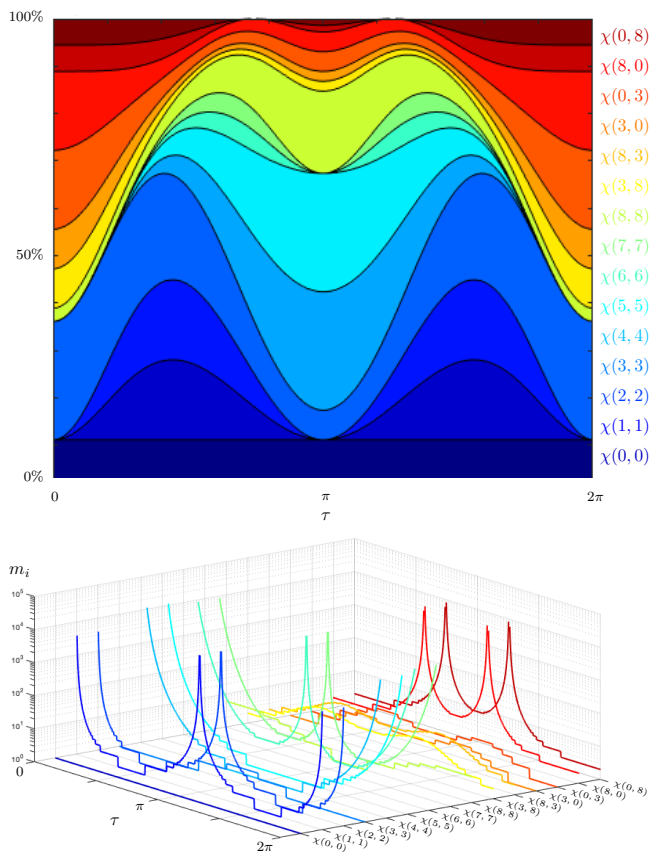 100%
50%
0%
0
π
2π
τ
χ(0, 8)
χ(8, 0)
χ(0, 3)
χ(3, 0)
χ(8, 3)
χ(3, 8)
χ(8, 8)
χ(7, 7)
χ(6, 6)
χ(5, 5)
χ(4, 4)
χ(3, 3)
χ(2, 2)
χ(1, 1)
χ(0, 0)
m_i
10^5
10^4
10^3
10^2
10^1
10^0
0
π
τ
2π
χ(0, 0)
χ(1, 1)
χ(2, 2)
χ(3, 3)
χ(4, 4)
χ(5, 5)
χ(6, 6)
χ(7, 7)
χ(8, 8)
χ(3, 8)
χ(8, 3)
χ(3, 0)
χ(0, 3)
χ(8, 0)
χ(0, 8)